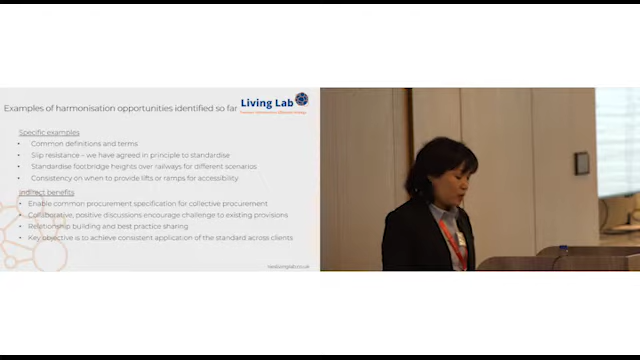 Living Lab
Examples of harmonisation opportunities identified so far
Specific examples
• Common definitions and terms
• Slip resistance – we have agreed in principle to standardise
• Standardise footbridge heights over railways for different scenarios
• Consistency on when to provide lifts or ramps for accessibility
Indirect benefits
• Enable common procurement specification for collective procurement
• Collaborative, positive discussions encourage challenge to existing provisions
• Relationship building and best practice sharing
• Key objective is to achieve consistent application of the standard across clients